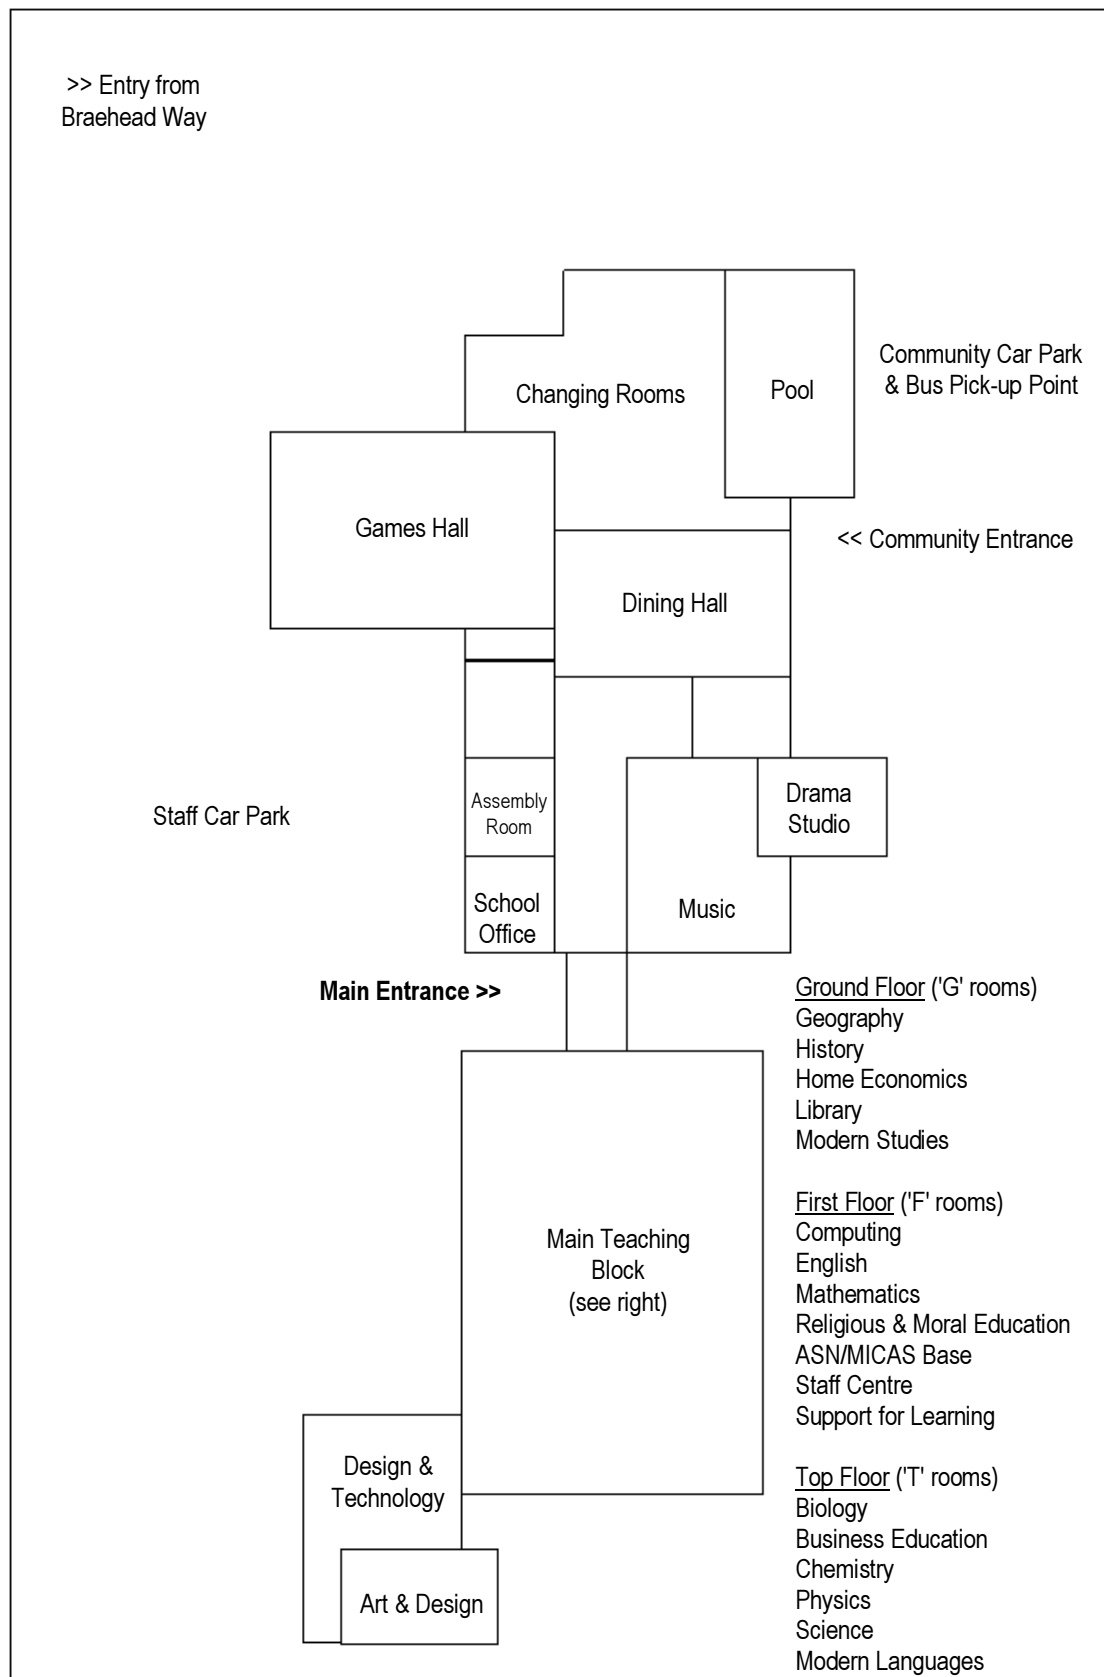 >> Entry from
Braehead Way
Community Car Park
& Bus Pick-up Point
Changing Rooms
Pool
Games Hall
<< Community Entrance
Dining Hall
Staff Car Park
Assembly
Room
Drama
Studio
School
Office
Music
Main Entrance >>
Ground Floor ('G' rooms)
Geography
History
Home Economics
Library
Modern Studies
First Floor ('F' rooms)
Computing
English
Mathematics
Religious & Moral Education
ASN/MICAS Base
Staff Centre
Support for Learning
Main Teaching
Block
(see right)
Design &
Technology
Art & Design
Top Floor ('T' rooms)
Biology
Business Education
Chemistry
Physics
Science
Modern Languages